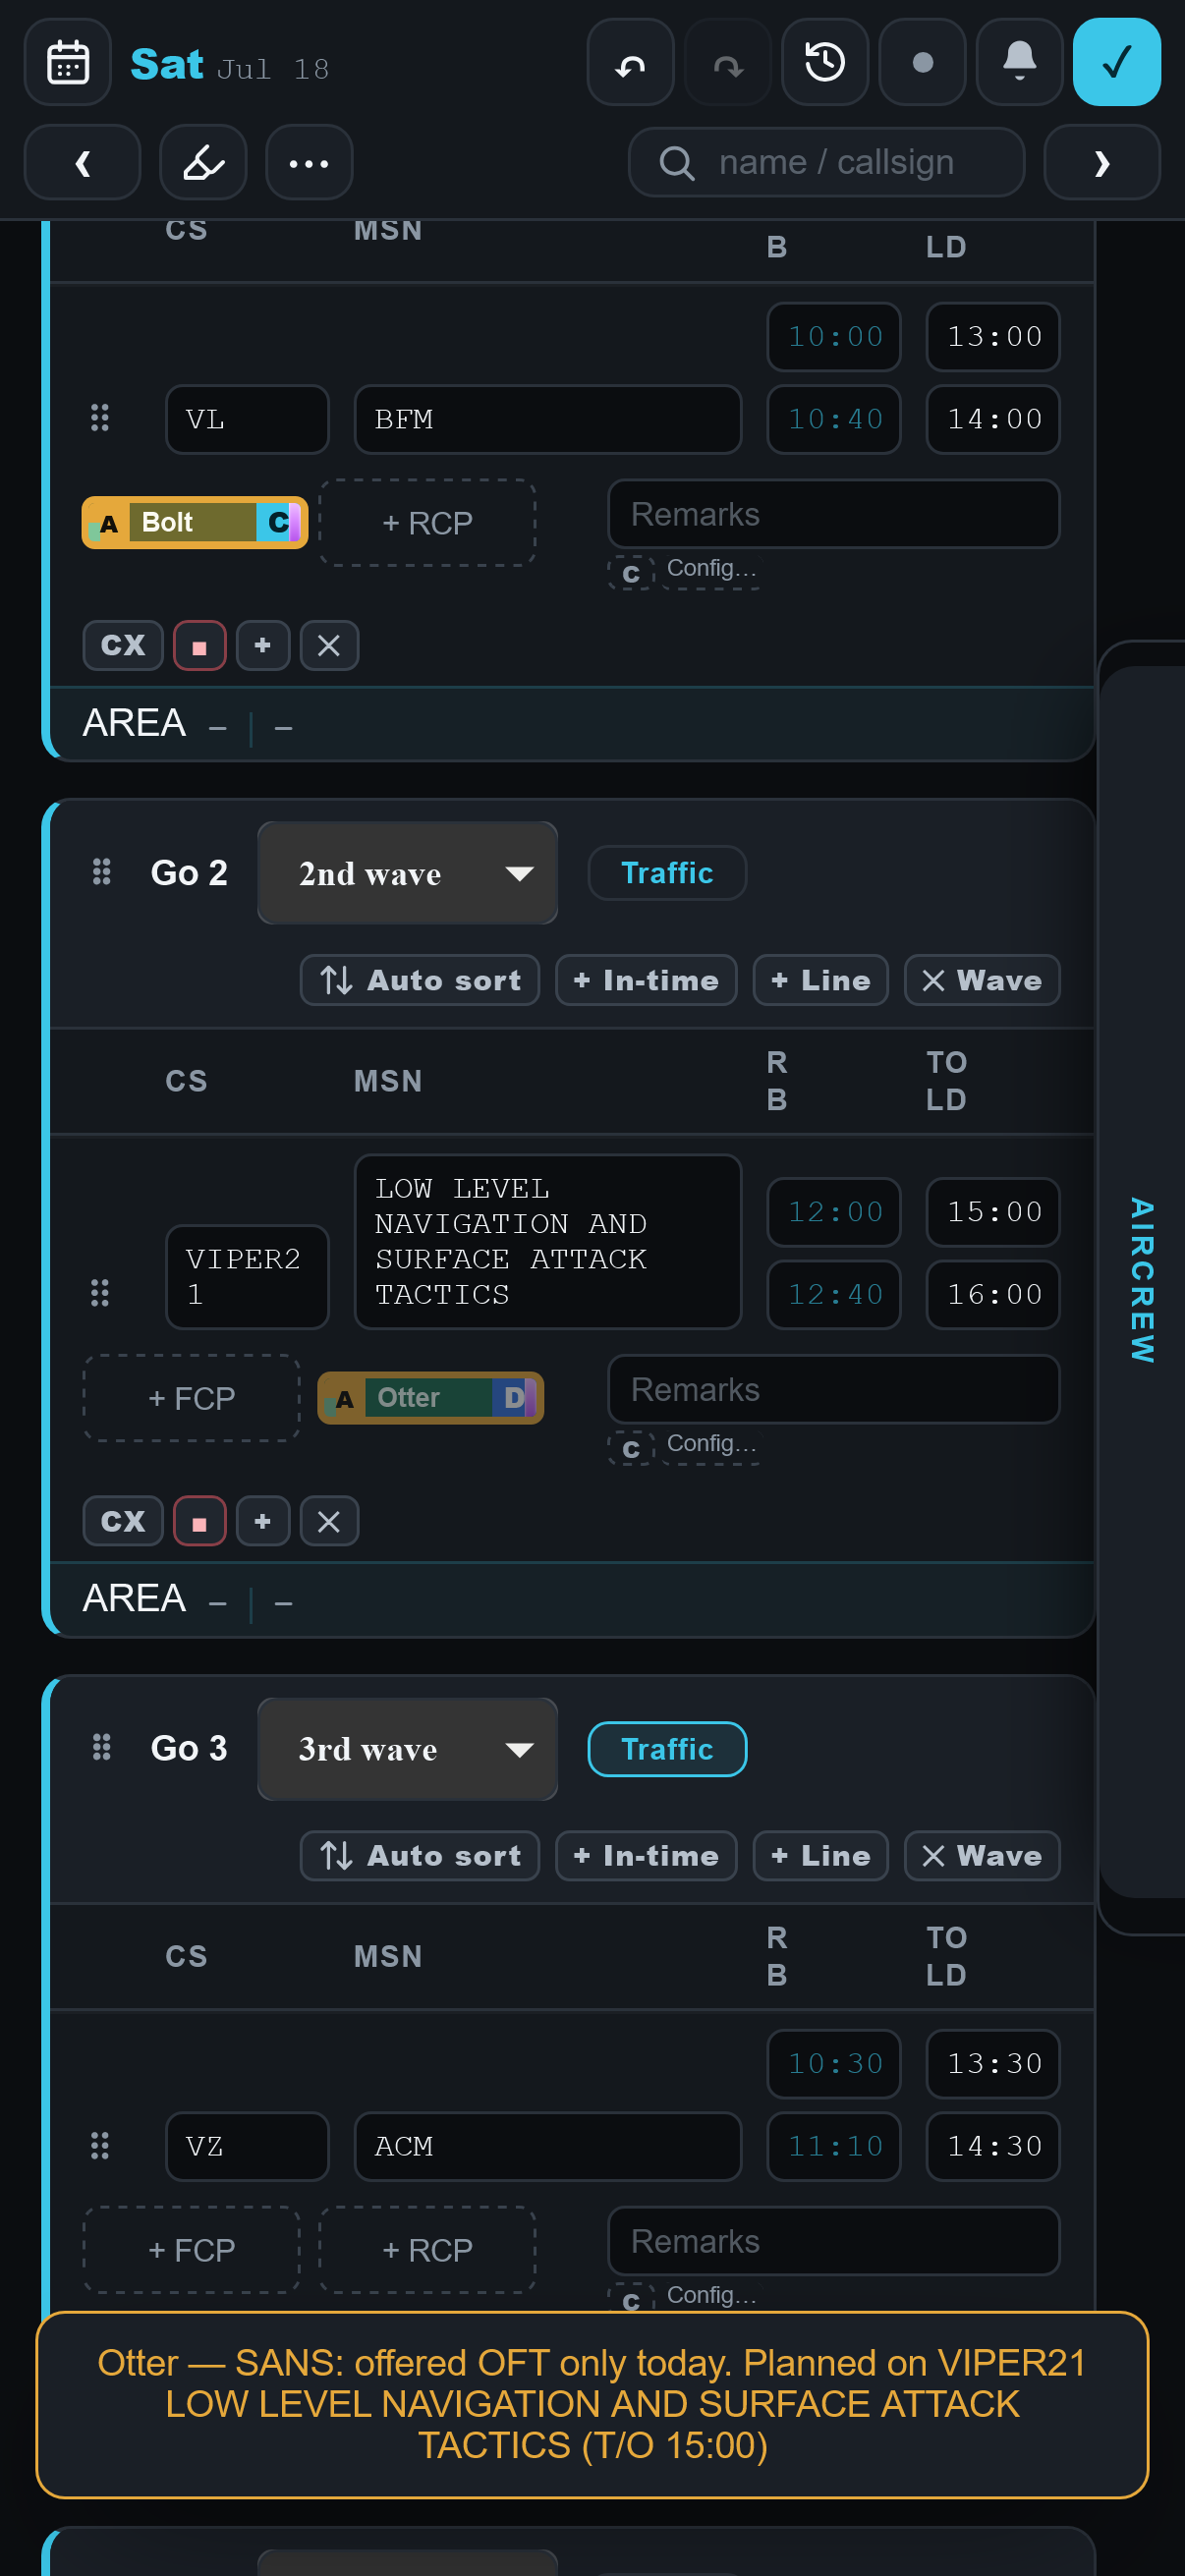 Sat Jul 18
name / callsign
CS MSN B LD
10:00 13:00
VL BFM 10:40 14:00
A Bolt C + RCP Remarks
C Config...
CX +
AREA – | –
Go 2 2nd wave Traffic
Auto sort + In-time + Line × Wave
CS MSN R TO
B LD
LOW LEVEL
NAVIGATION AND
SURFACE ATTACK
TACTICS
VIPER2
1
12:00 15:00
12:40 16:00
+ FCP A Otter D Remarks
C Config...
CX +
AREA – | –
Go 3 3rd wave Traffic
Auto sort + In-time + Line × Wave
CS MSN R TO
B LD
10:30 13:30
VZ ACM 11:10 14:30
+ FCP + RCP Remarks
C Config...
AIRCREW
Otter — SANS: offered OFT only today. Planned on VIPER21
LOW LEVEL NAVIGATION AND SURFACE ATTACK
TACTICS (T/O 15:00)